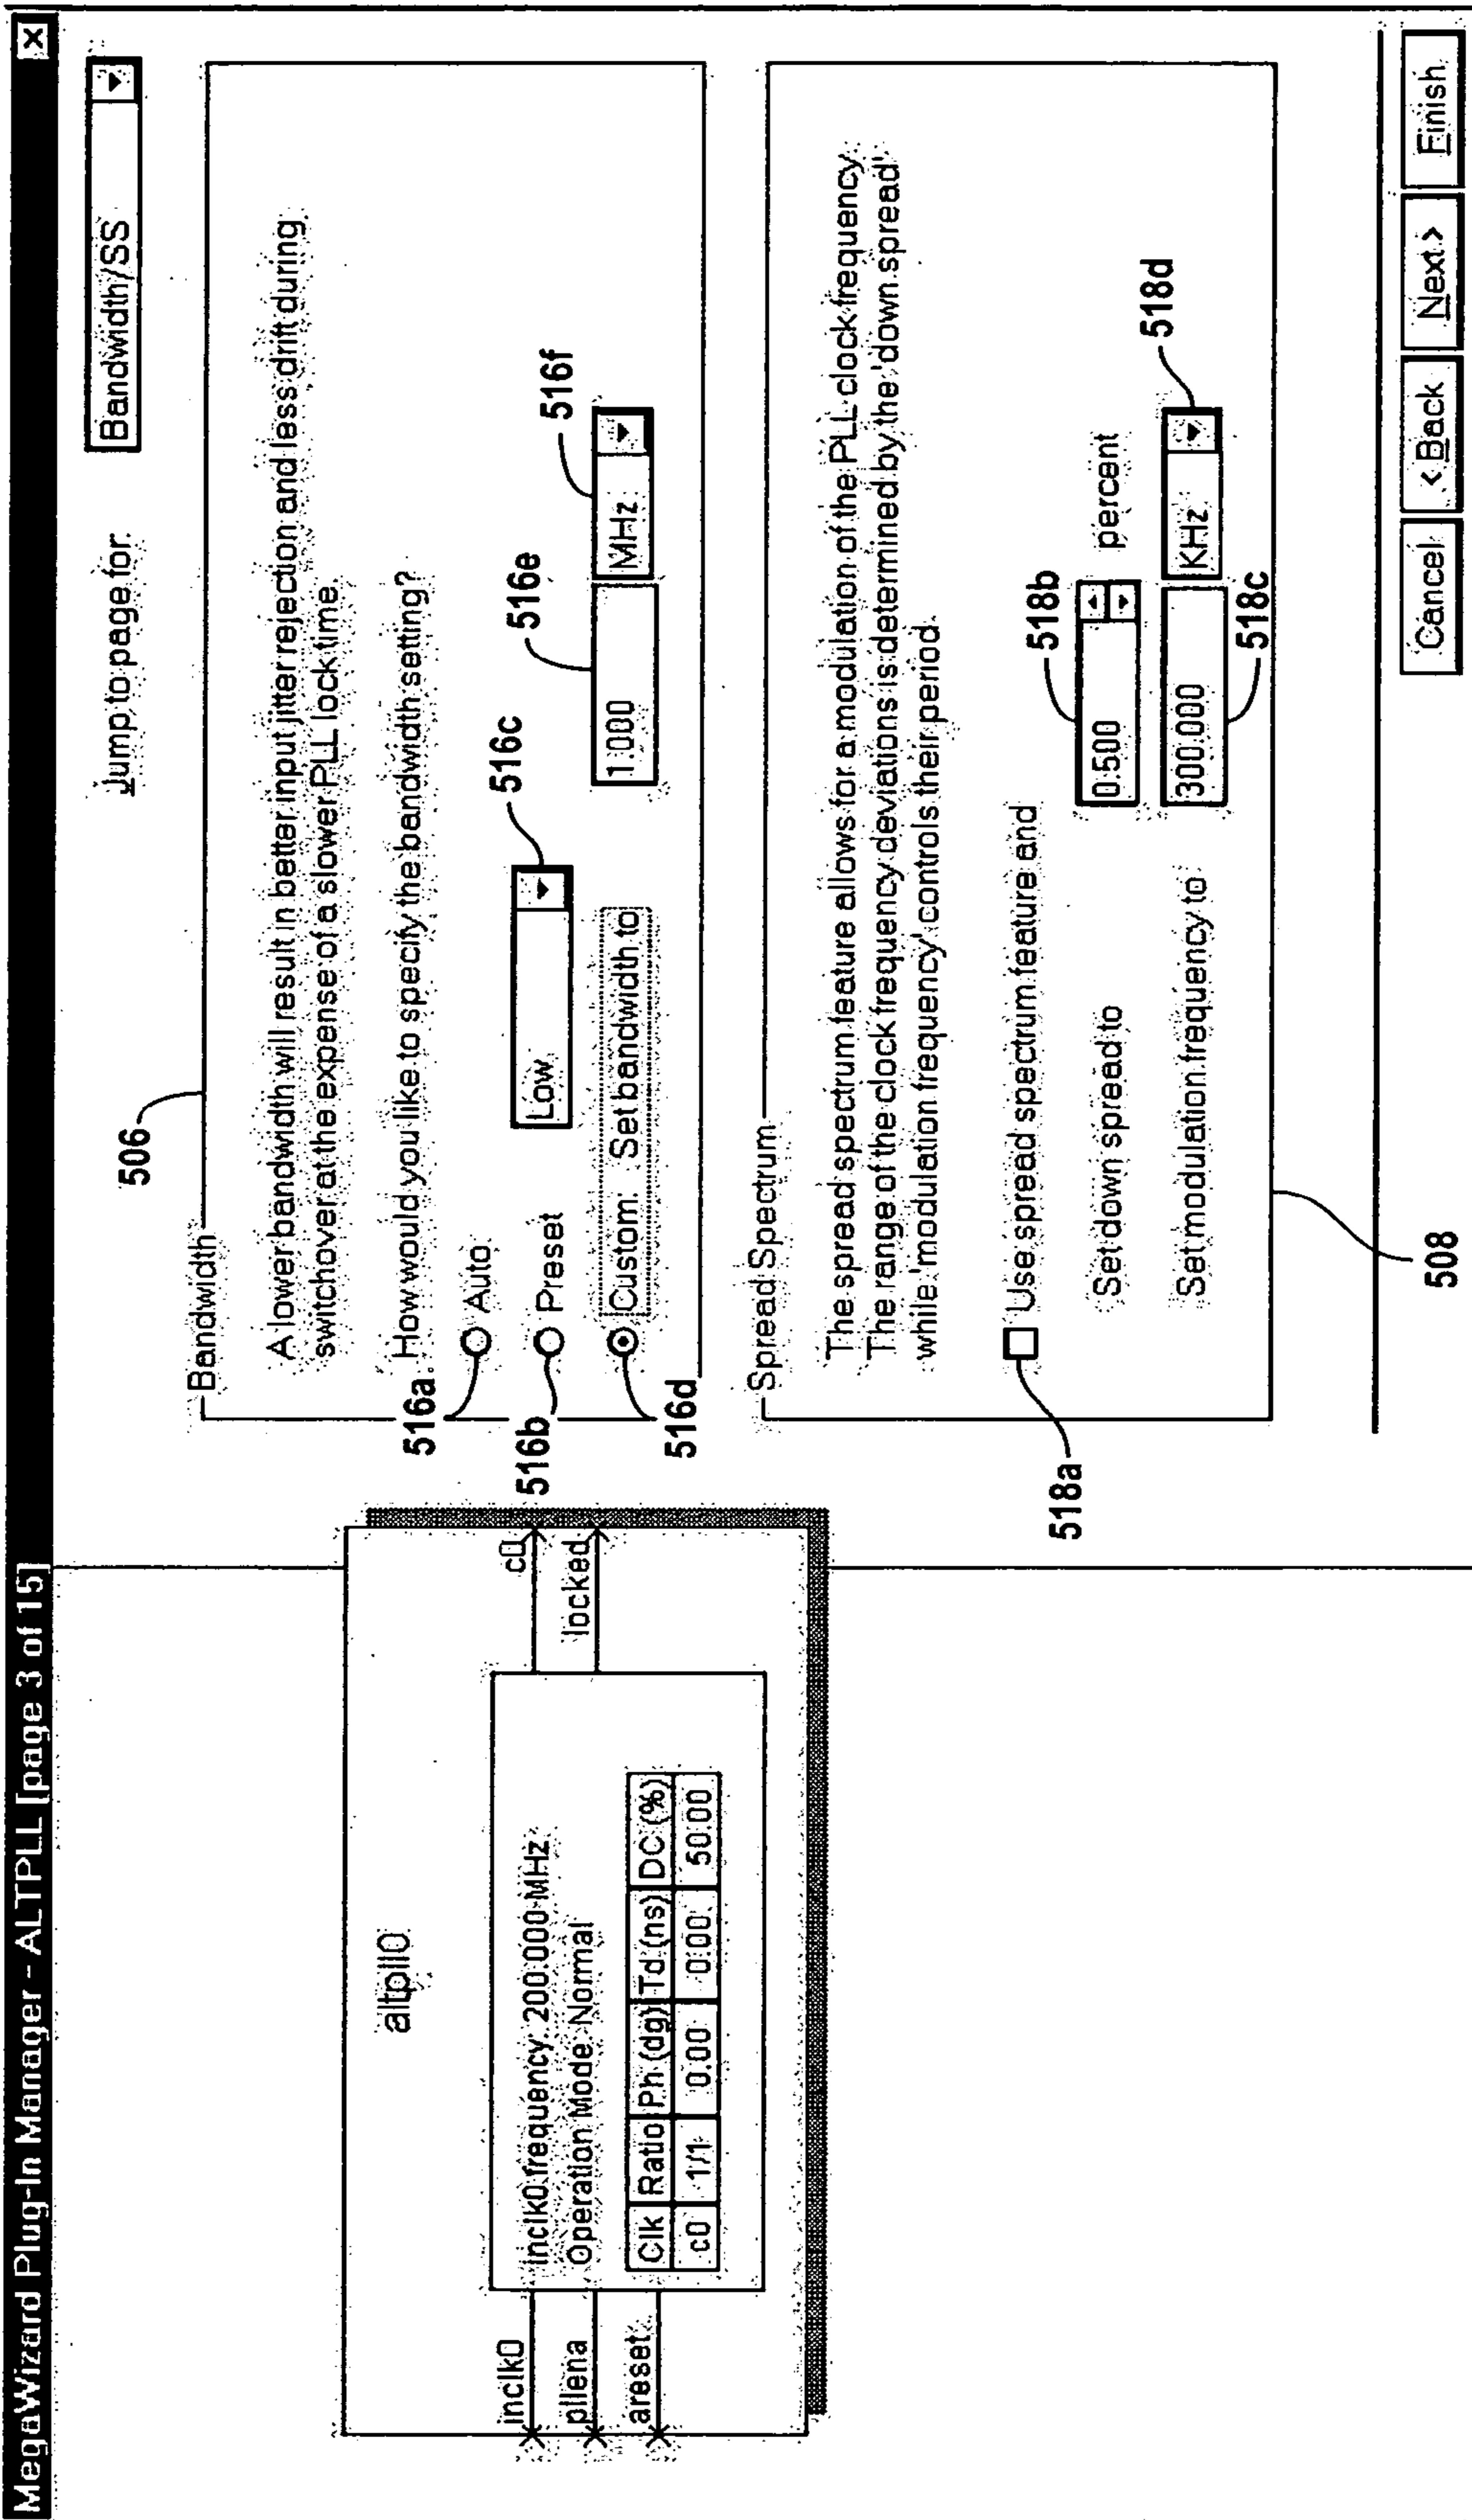 MegaWizard Plug-In Manager - ALTPLL [page 3 of 15]
X
altpll0
inclk0
pllena
areset
inclk0 frequency: 200.000 MHz
Operation Mode: Normal
Clk Ratio Ph (dg) Td (ns) DC (%)
c0 1/1 0.00 0.00 50.00
c0
locked
Jump to page for:
Bandwidth/SS
506
Bandwidth
A lower bandwidth will result in better input jitter rejection and less drift during
switchover at the expense of a slower PLL lock time.
How would you like to specify the bandwidth setting?
516a
Auto
516b
Preset
Low
516c
516d
Custom: Set bandwidth to
1.000
516e
MHz
516f
Spread Spectrum
The spread spectrum feature allows for a modulation of the PLL clock frequency.
The range of the clock frequency deviations is determined by the 'down spread'
while 'modulation frequency' controls their period.
518a
Use spread spectrum feature and
Set down spread to
0.500
percent
518b
Set modulation frequency to
300.000
KHz
518c
518d
508
Cancel
< Back
Next >
Finish